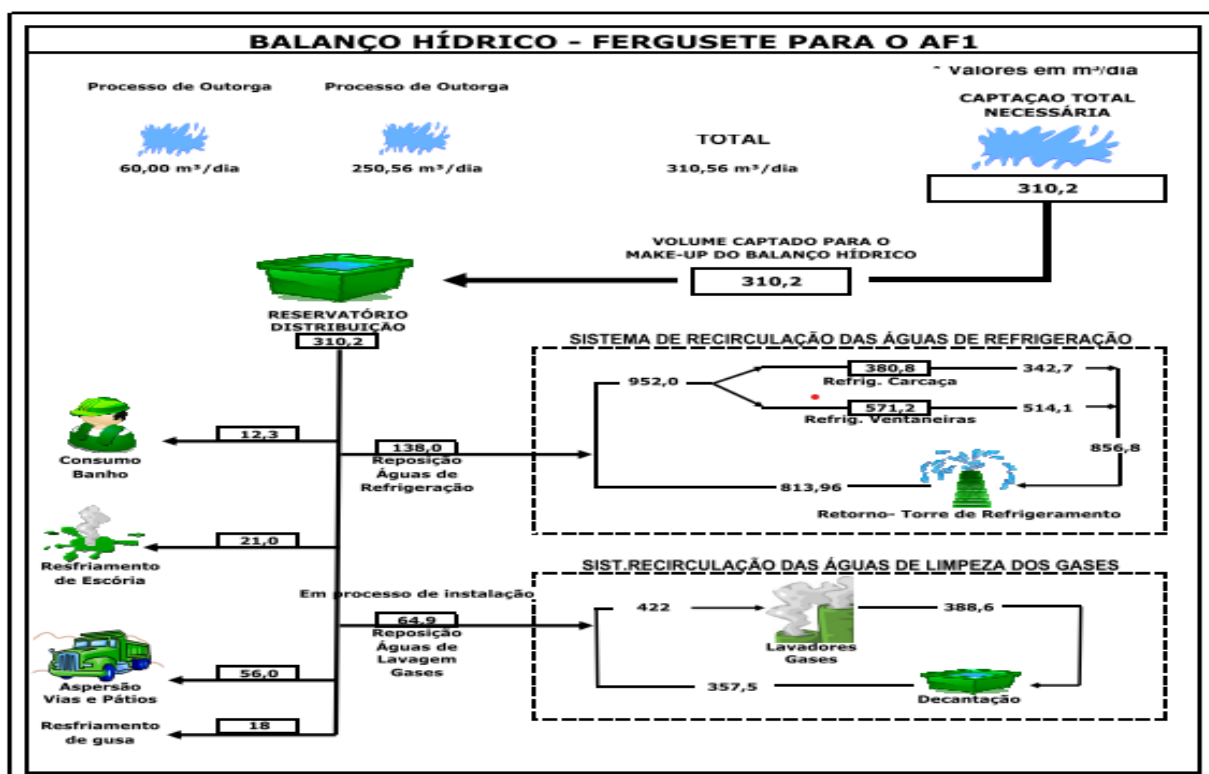 BALANÇO HÍDRICO - FERGUSETE PARA O AF1
* Valores em m³/dia
Processo de Outorga
Processo de Outorga
CAPTAÇAO TOTAL
NECESSÁRIA
60,00 m³/dia
250,56 m³/dia
TOTAL
310,56 m³/dia
310,2
VOLUME CAPTADO PARA O
MAKE-UP DO BALANÇO HÍDRICO
310,2
RESERVATÓRIO
DISTRIBUIÇÃO
310,2
SISTEMA DE RECIRCULAÇÃO DAS ÁGUAS DE REFRIGERAÇÃO
952,0
380,8
342,7
Refrig. Carcaça
571,2
514,1
Refrig. Ventaneiras
856,8
813,96
Retorno- Torre de Refrigeramento
12,3
Consumo
Banho
138,0
Reposição
Águas de
Refrigeração
21,0
Resfriamento
de Escória
SIST.RECIRCULAÇÃO DAS ÁGUAS DE LIMPEZA DOS GASES
Em processo de instalação
64,9
Reposição
Águas de
Lavagem
Gases
422
388,6
Lavadores
Gases
357,5
Decantação
56,0
Aspersão
Vias e Pátios
18
Resfriamento
de gusa